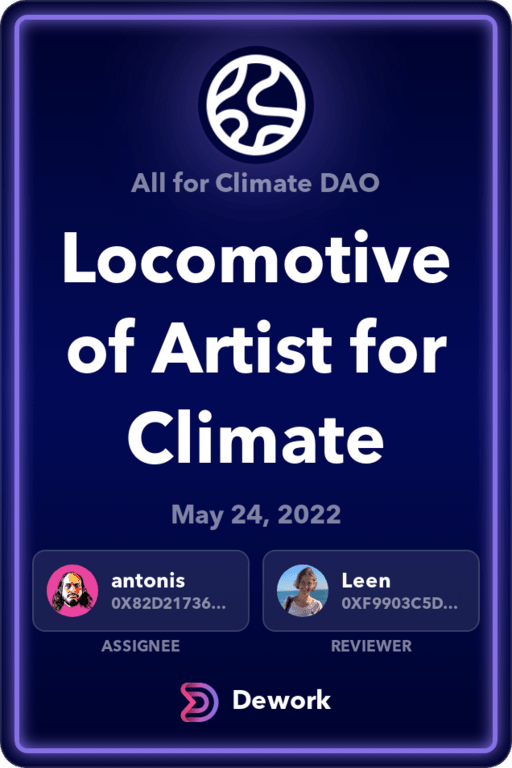 All for Climate DAO
Locomotive
of Artist for
Climate
May 24, 2022
antonis
0X82D21736...
ASSIGNEE
Leen
0XF9903C5D...
REVIEWER
Dework